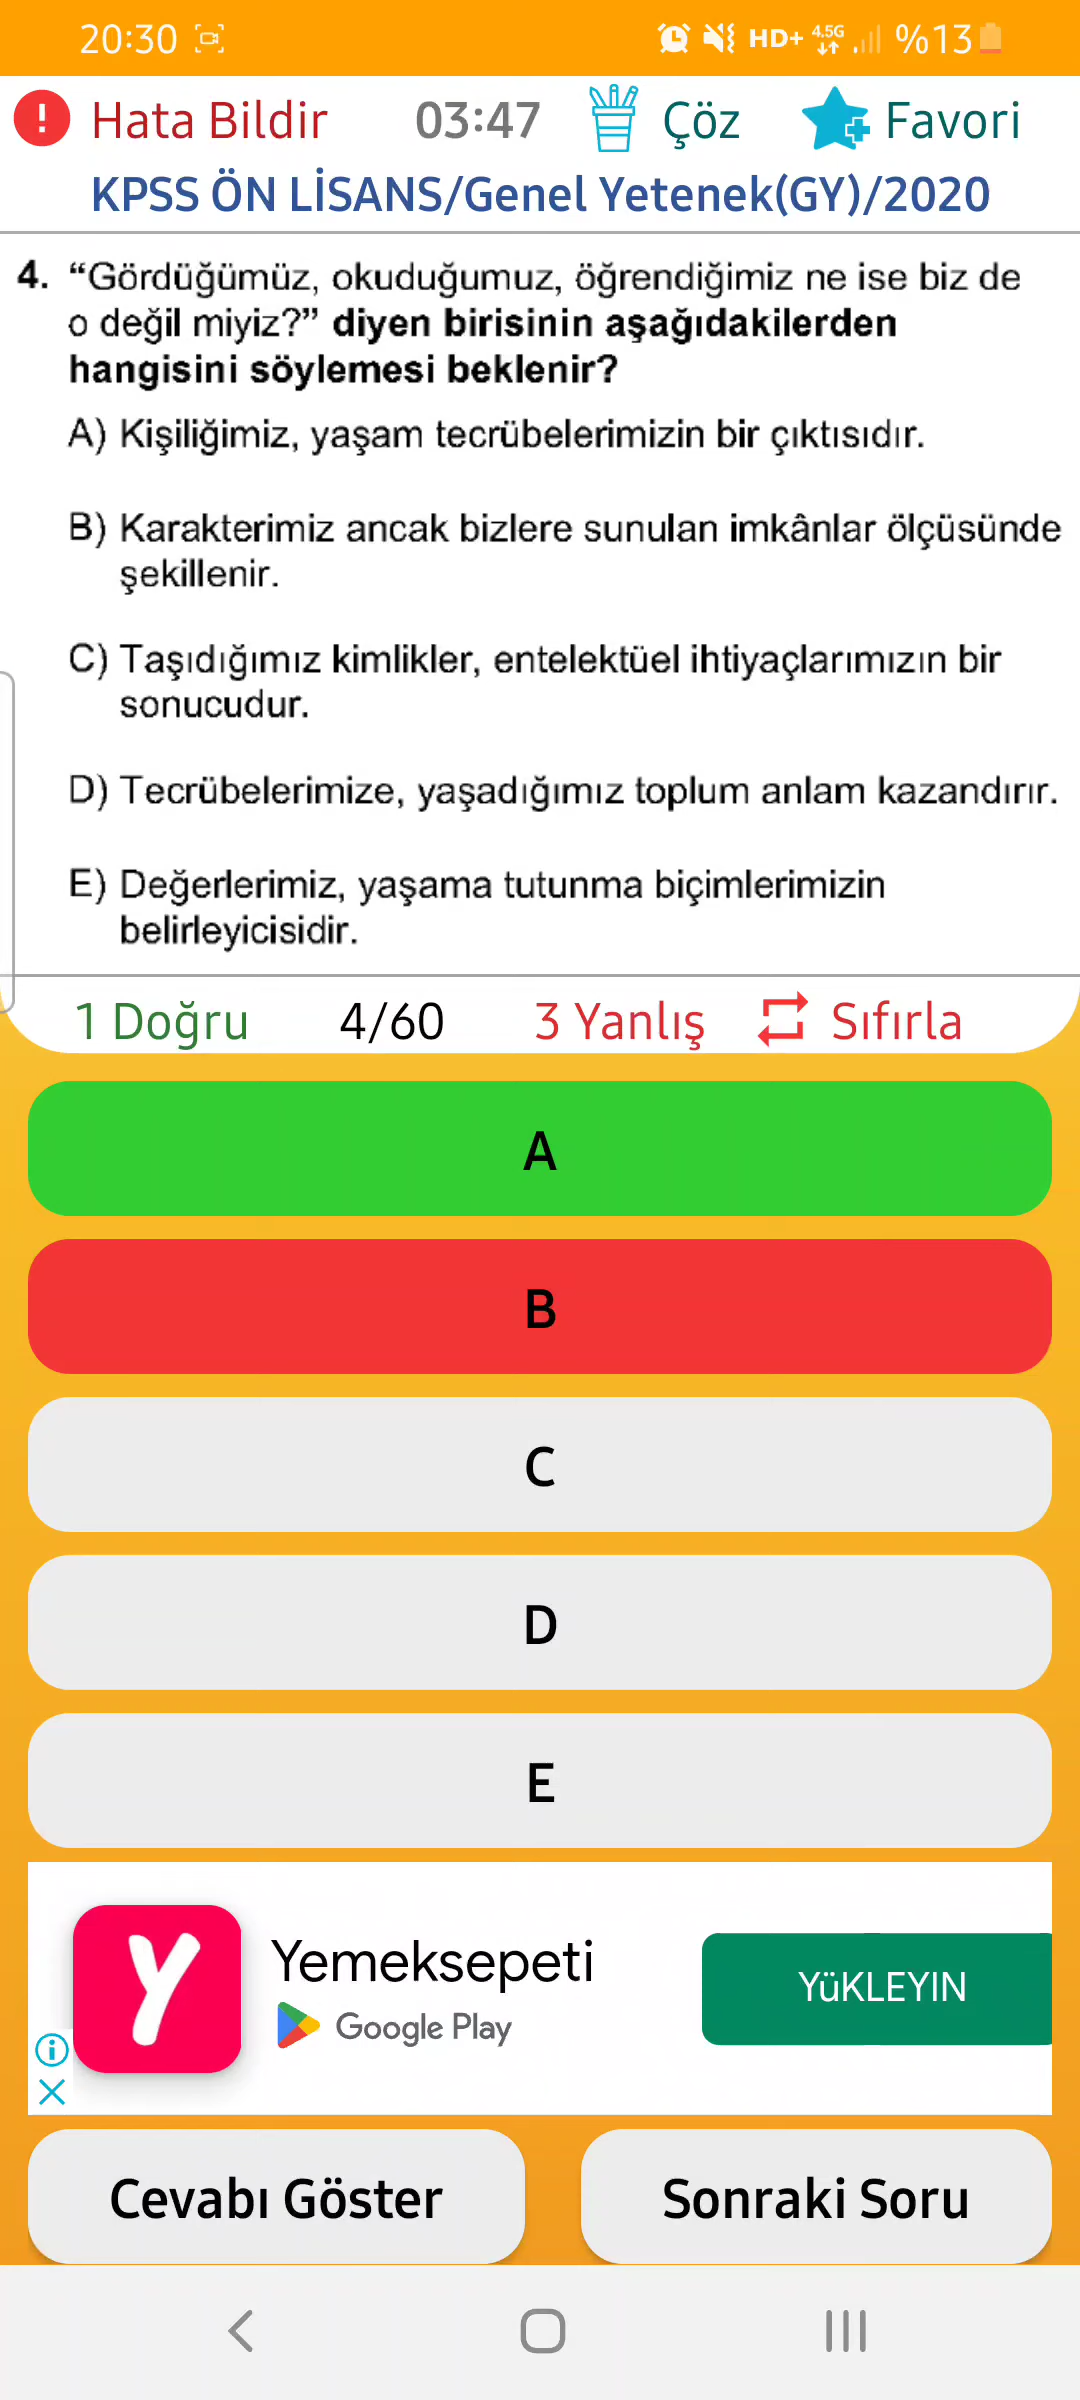 20:30 HD+ 4.5G %13
Hata Bildir 03:47 Çöz Favori
KPSS ÖN LİSANS/Genel Yetenek(GY)/2020
4. “Gördüğümüz, okuduğumuz, öğrendiğimiz ne ise biz de
o değil miyiz?” diyen birisinin aşağıdakilerden
hangisini söylemesi beklenir?
A) Kişiliğimiz, yaşam tecrübelerimizin bir çıktısıdır.
B) Karakterimiz ancak bizlere sunulan imkânlar ölçüsünde
şekillenir.
C) Taşıdığımız kimlikler, entelektüel ihtiyaçlarımızın bir
sonucudur.
D) Tecrübelerimize, yaşadığımız toplum anlam kazandırır.
E) Değerlerimiz, yaşama tutunma biçimlerimizin
belirleyicisidir.
1 Doğru 4/60 3 Yanlış Sıfırla
A
B
C
D
E
Y
Yemeksepeti
Google Play
YüKLEYIN
Cevabı Göster Sonraki Soru